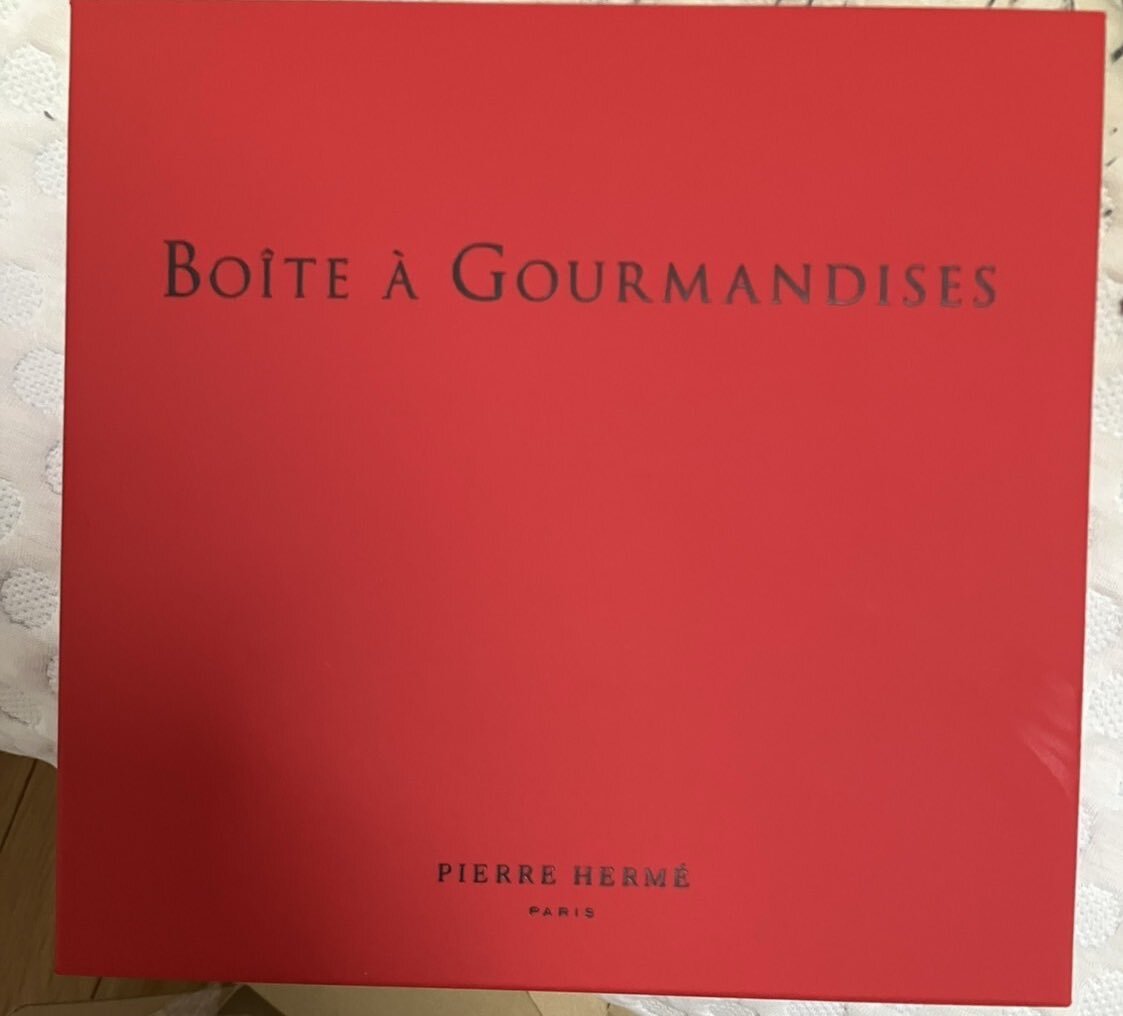 BOÎTE À GOURMANDISES
PIERRE HERMÉ
PARIS